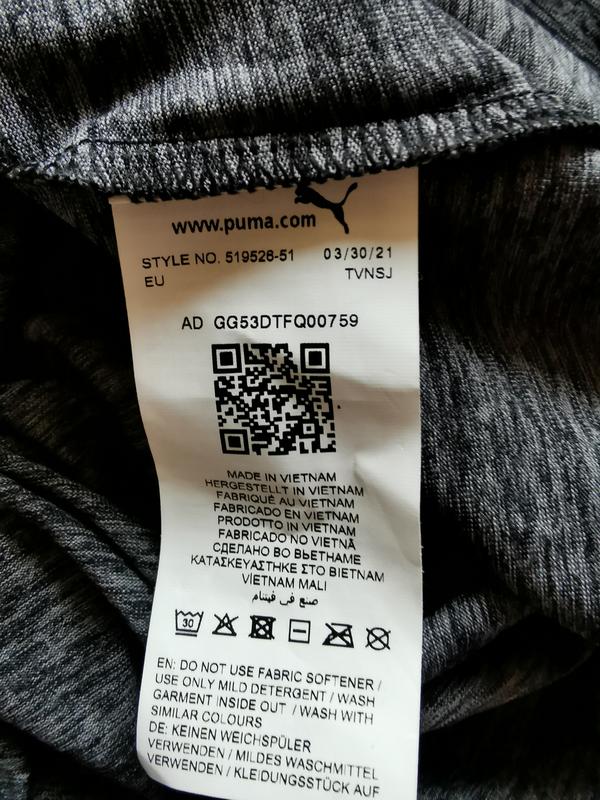 www.puma.com
STYLE NO. 519526-51 03/30/21
EU TVNSJ
AD GG53DTFQ00759
MADE IN VIETNAM
HERGESTELLT IN VIETNAM
FABRIQUÉ AU VIETNAM
FABRICADO EN VIETNAM
PRODOTTO IN VIETNAM
FABRICADO NO VIETNÃ
СДЕЛАНО ВО ВЬЕТНАМЕ
ΚΑΤΑΣΚΕΥΑΣΤΗΚΕ ΣΤΟ ΒΙΕΤΝΑΜ
VİETNAM MALI
صنع في فيتنام
30
EN: DO NOT USE FABRIC SOFTENER /
USE ONLY MILD DETERGENT / WASH
GARMENT INSIDE OUT / WASH WITH
SIMILAR COLOURS
DE: KEINEN WEICHSPÜLER
VERWENDEN / MILDES WASCHMITTEL
VERWENDEN / KLEIDUNGSSTÜCK AUF